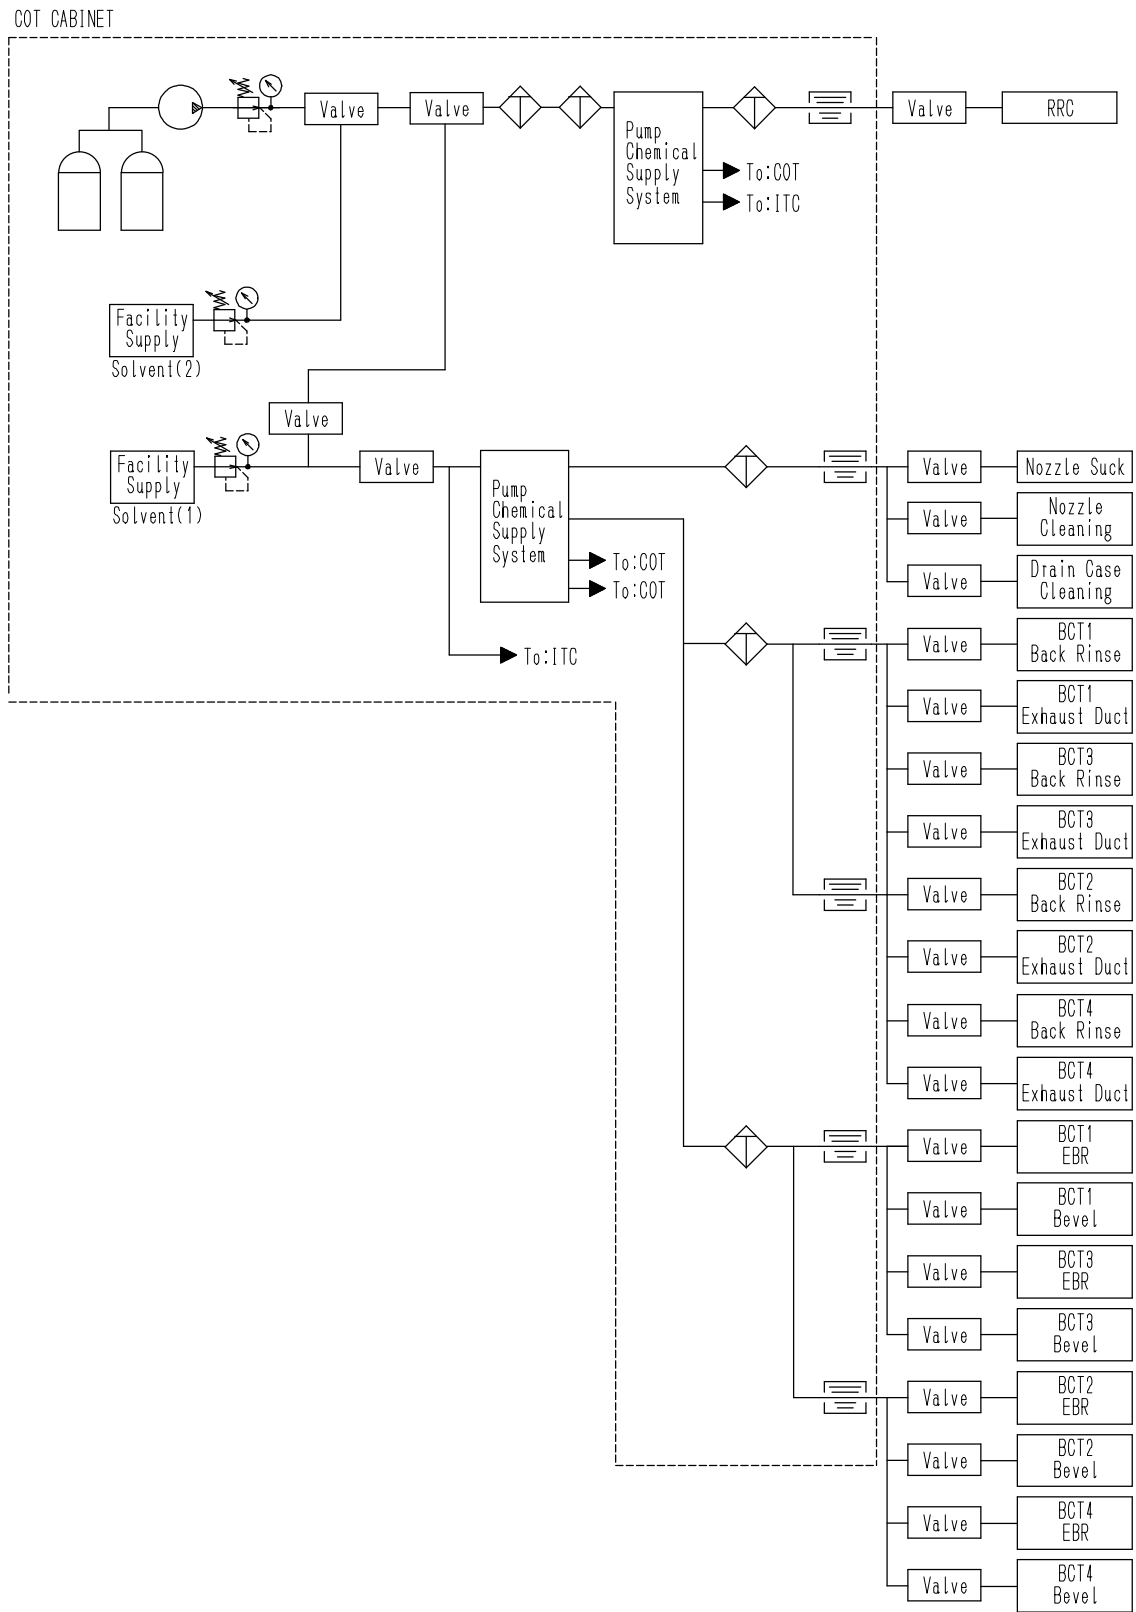 COT CABINET
Valve
Valve
Valve
RRC
Pump
Chemical
Supply
System
To:COT
To:ITC
Facility
Supply
Solvent(2)
Valve
Facility
Supply
Solvent(1)
Valve
Pump
Chemical
Supply
System
To:COT
To:COT
To:ITC
Valve
Nozzle Suck
Valve
Nozzle
Cleaning
Valve
Drain Case
Cleaning
Valve
BCT1
Back Rinse
Valve
BCT1
Exhaust Duct
Valve
BCT3
Back Rinse
Valve
BCT3
Exhaust Duct
Valve
BCT2
Back Rinse
Valve
BCT2
Exhaust Duct
Valve
BCT4
Back Rinse
Valve
BCT4
Exhaust Duct
Valve
BCT1
EBR
Valve
BCT1
Bevel
Valve
BCT3
EBR
Valve
BCT3
Bevel
Valve
BCT2
EBR
Valve
BCT2
Bevel
Valve
BCT4
EBR
Valve
BCT4
Bevel